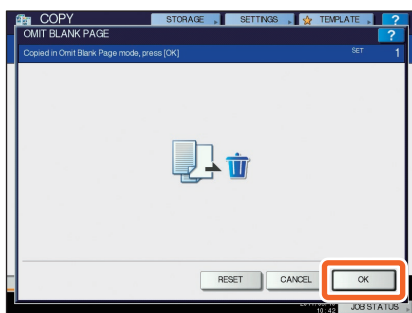 COPY
STORAGE
SETTINGS
TEMPLATE
?
OMIT BLANK PAGE
?
Copied in Omit Blank Page mode, press [OK]
SET
1
RESET
CANCEL
OK
10:42
JOB STATUS